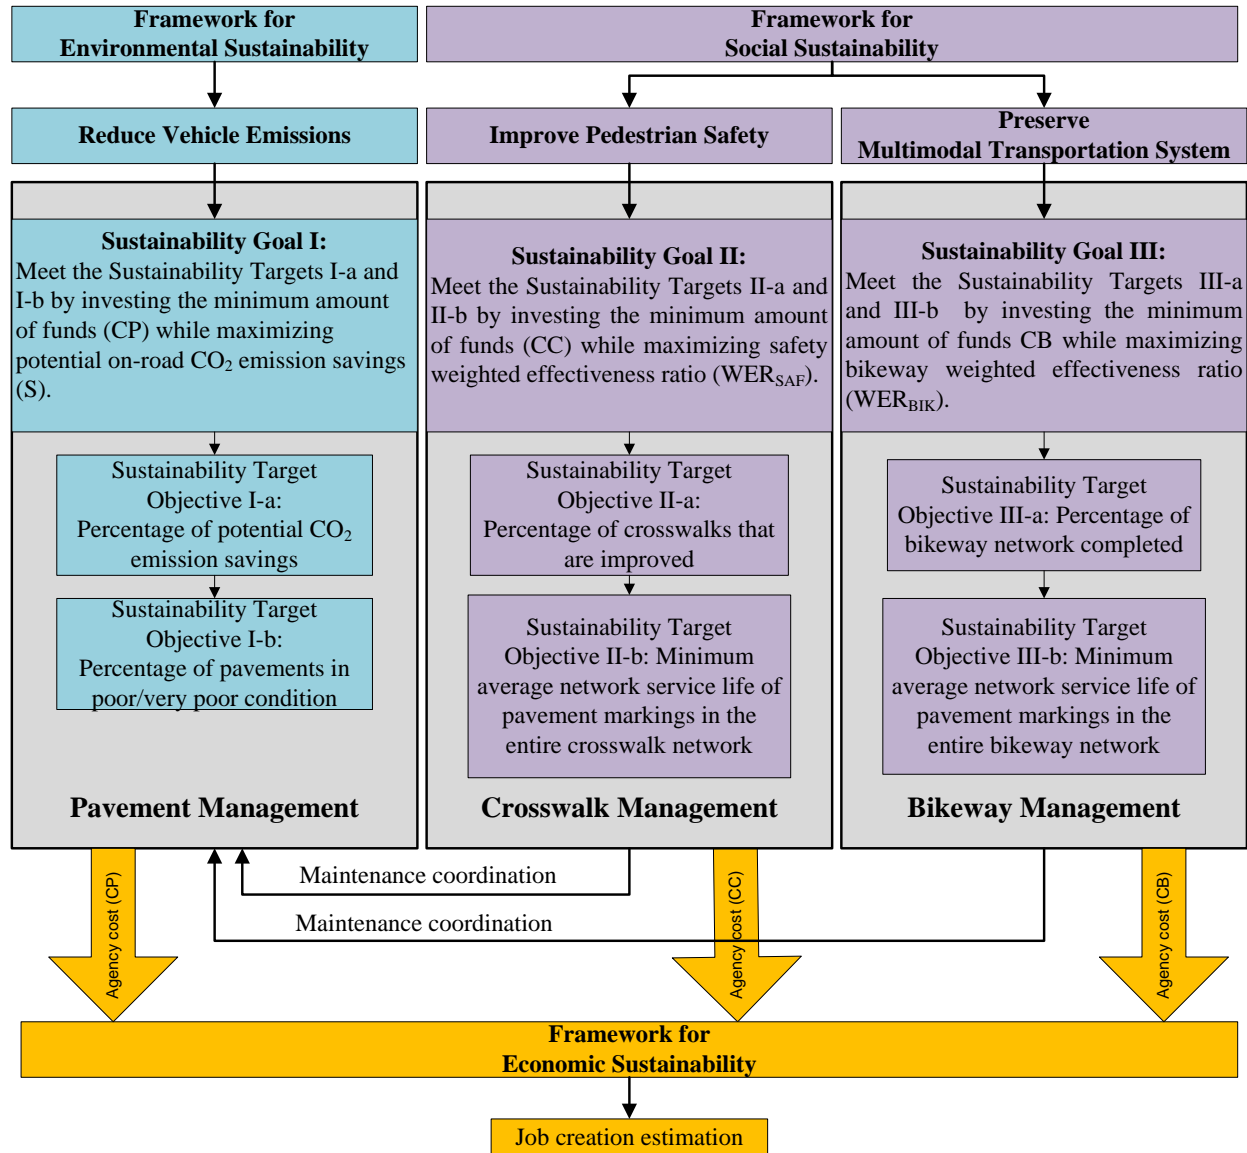 Framework for
Environmental Sustainability
Framework for
Social Sustainability
Reduce Vehicle Emissions
Improve Pedestrian Safety
Preserve
Multimodal Transportation System
Sustainability Goal I:
Meet the Sustainability Targets I-a and
I-b by investing the minimum amount
of funds (CP) while maximizing
potential on-road CO₂ emission savings
(S).
Sustainability Goal II:
Meet the Sustainability Targets II-a and
II-b by investing the minimum amount
of funds (CC) while maximizing safety
weighted effectiveness ratio (WER_SAF).
Sustainability Goal III:
Meet the Sustainability Targets III-a
and III-b by investing the minimum
amount of funds CB while maximizing
bikeway weighted effectiveness ratio
(WER_BIK).
Sustainability Target
Objective I-a:
Percentage of potential CO₂
emission savings
Sustainability Target
Objective II-a:
Percentage of crosswalks that
are improved
Sustainability Target
Objective III-a: Percentage of
bikeway network completed
Sustainability Target
Objective I-b:
Percentage of pavements in
poor/very poor condition
Sustainability Target
Objective II-b: Minimum
average network service life of
pavement markings in the
entire crosswalk network
Sustainability Target
Objective III-b: Minimum
average network service life of
pavement markings in the
entire bikeway network
Pavement Management
Crosswalk Management
Bikeway Management
Maintenance coordination
Maintenance coordination
Agency cost (CP)
Agency cost (CC)
Agency cost (CB)
Framework for
Economic Sustainability
Job creation estimation